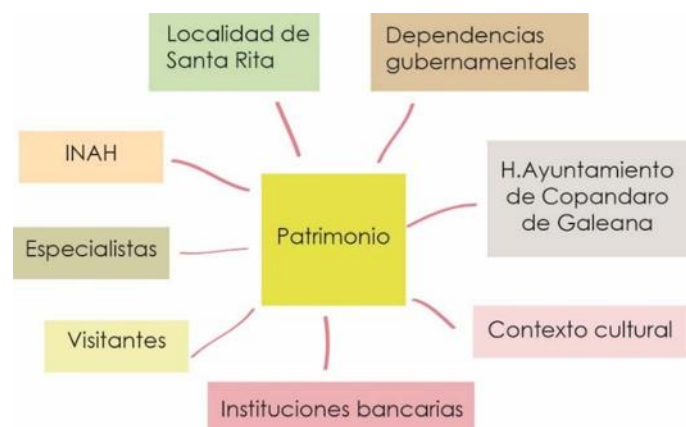 Localidad de
Santa Rita
Dependencias
gubernamentales
INAH
H.Ayuntamiento
de Copandaro
de Galeana
Patrimonio
Especialistas
Visitantes
Contexto cultural
Instituciones bancarias